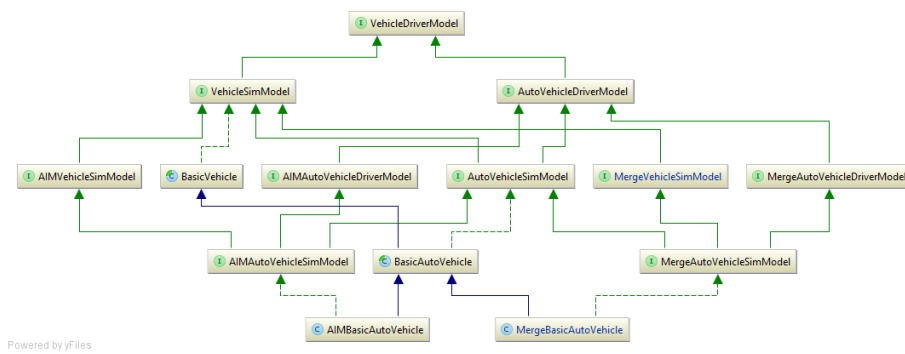 I VehicleDriverModel
I VehicleSimModel
I AutoVehicleDriverModel
I AIMVehicleSimModel
C BasicVehicle
I AIMAutoVehicleDriverModel
I AutoVehicleSimModel
I MergeVehicleSimModel
I MergeAutoVehicleDriverModel
I AIMAutoVehicleSimModel
C BasicAutoVehicle
I MergeAutoVehicleSimModel
C AIMBasicAutoVehicle
C MergeBasicAutoVehicle
Powered by yFiles